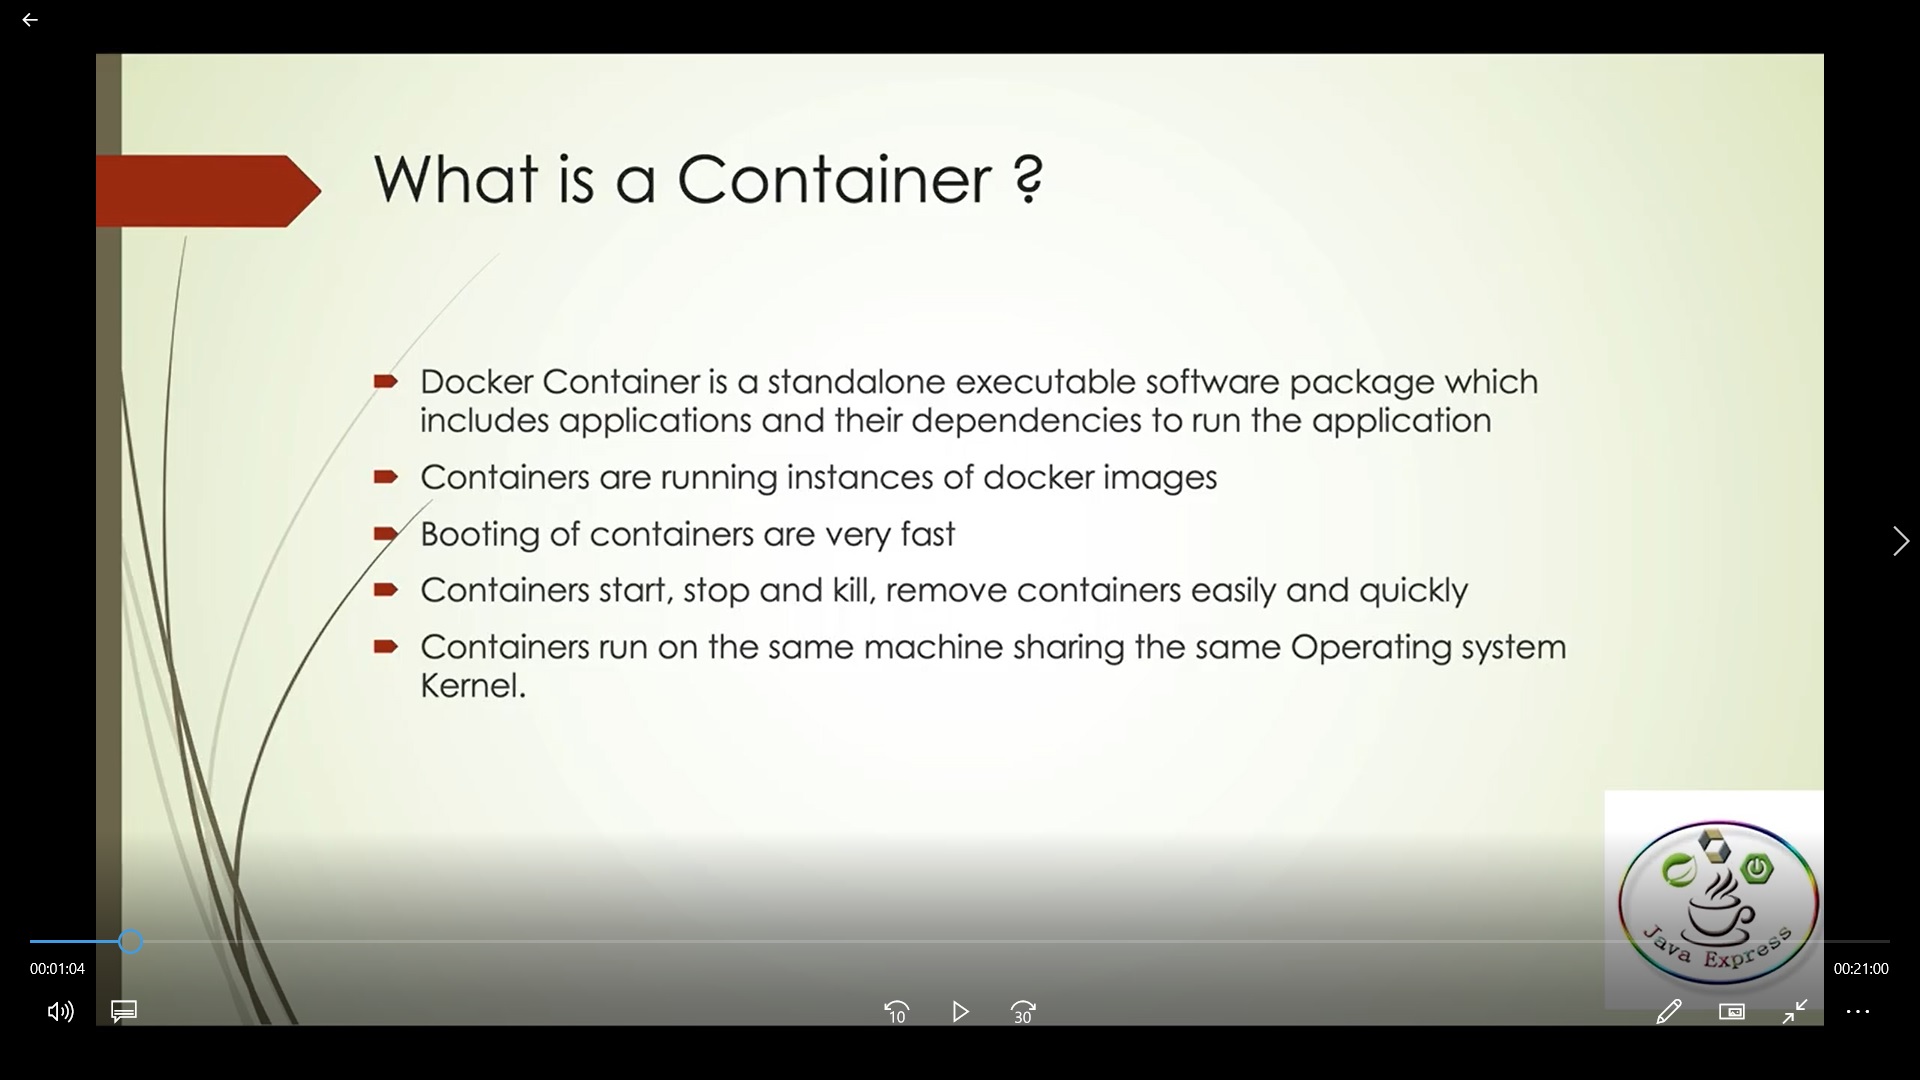 What is a Container ?
Docker Container is a standalone executable software package which
includes applications and their dependencies to run the application
Containers are running instances of docker images
Booting of containers are very fast
Containers start, stop and kill, remove containers easily and quickly
Containers run on the same machine sharing the same Operating system
Kernel.
Java Express
00:01:04
00:21:00
10
30